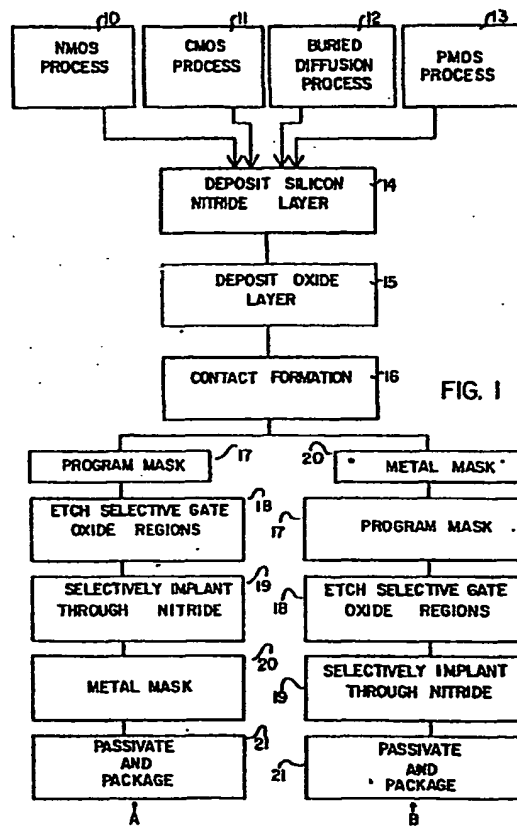 10
NMOS
PROCESS
11
CMOS
PROCESS
12
BURIED
DIFFUSION
PROCESS
13
PMOS
PROCESS
DEPOSIT SILICON
NITRIDE LAYER
14
DEPOSIT OXIDE
LAYER
15
CONTACT FORMATION
16
FIG. 1
PROGRAM MASK
17
ETCH SELECTIVE GATE
OXIDE REGIONS
18
SELECTIVELY IMPLANT
THROUGH NITRIDE
19
METAL MASK
20
PASSIVATE
AND
PACKAGE
21
A
20
METAL MASK
17
PROGRAM MASK
18
ETCH SELECTIVE GATE
OXIDE REGIONS
19
SELECTIVELY IMPLANT
THROUGH NITRIDE
21
PASSIVATE
AND
PACKAGE
B